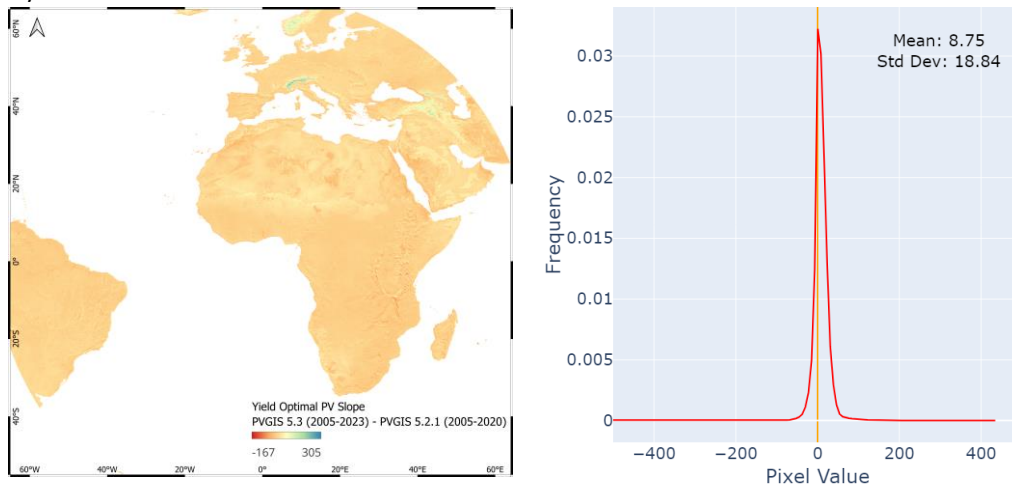 60°N
40°N
20°N
0°
20°S
40°S
Yield Optimal PV Slope
PVGIS 5.3 (2005-2023) - PVGIS 5.2.1 (2005-2020)
-167 305
60°W 40°W 20°W 0° 20°E 40°E 60°E
Mean: 8.75
Std Dev: 18.84
Frequency
0.03
0.025
0.02
0.015
0.01
0.005
0
−400 −200 0 200 400
Pixel Value